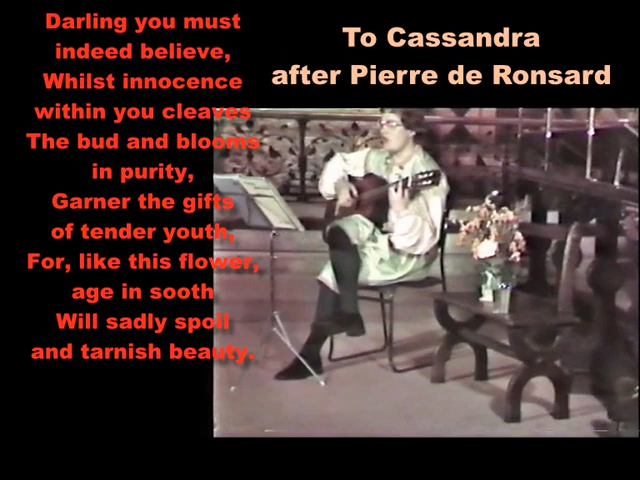 To Cassandra
after Pierre de Ronsard
Darling you must
indeed believe,
Whilst innocence
within you cleaves
The bud and blooms
in purity,
Garner the gifts
of tender youth,
For, like this flower,
age in sooth
Will sadly spoil
and tarnish beauty.